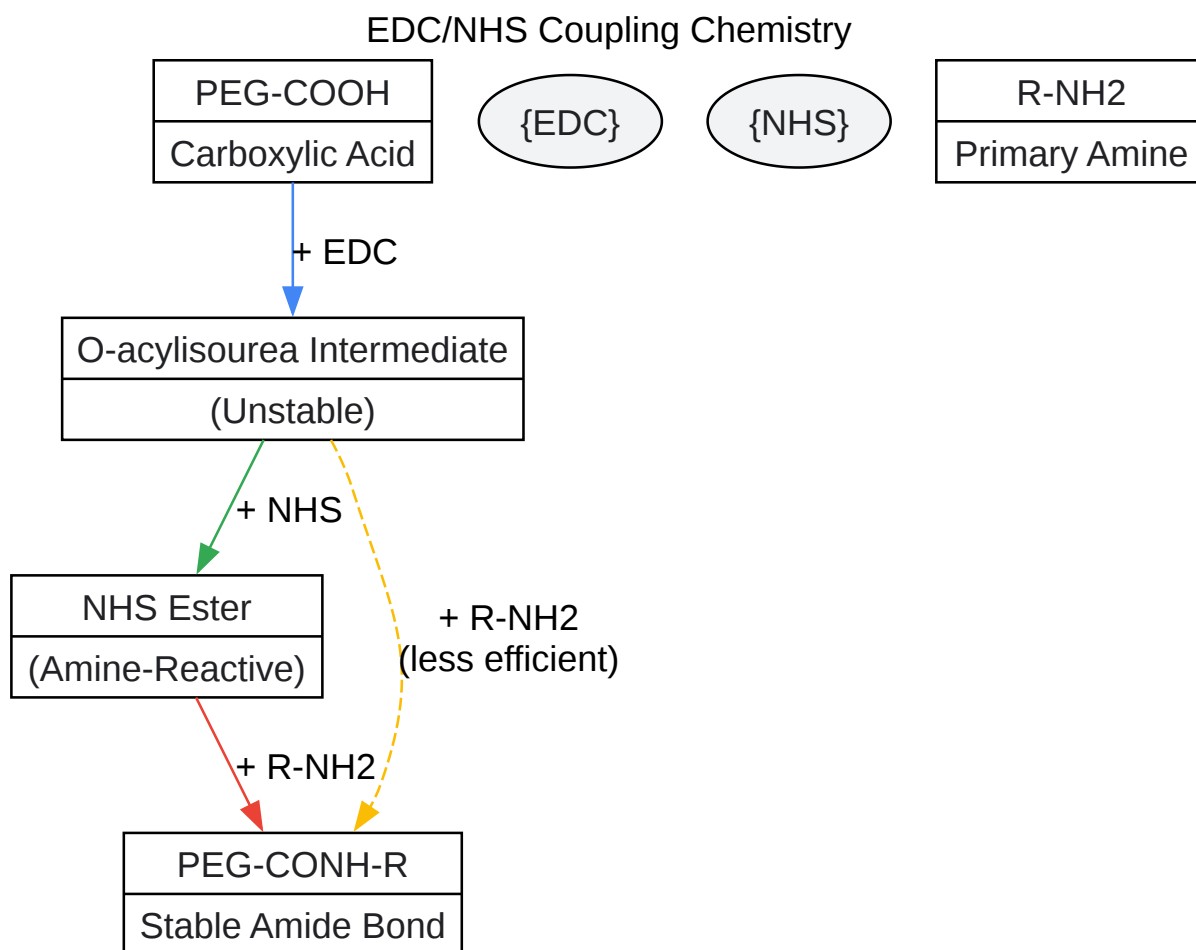 EDC/NHS Coupling Chemistry
PEG-COOH
Carboxylic Acid
{EDC}
{NHS}
R-NH2
Primary Amine
+ EDC
O-acylisourea Intermediate
(Unstable)
+ NHS
NHS Ester
(Amine-Reactive)
+ R-NH2
(less efficient)
+ R-NH2
PEG-CONH-R
Stable Amide Bond